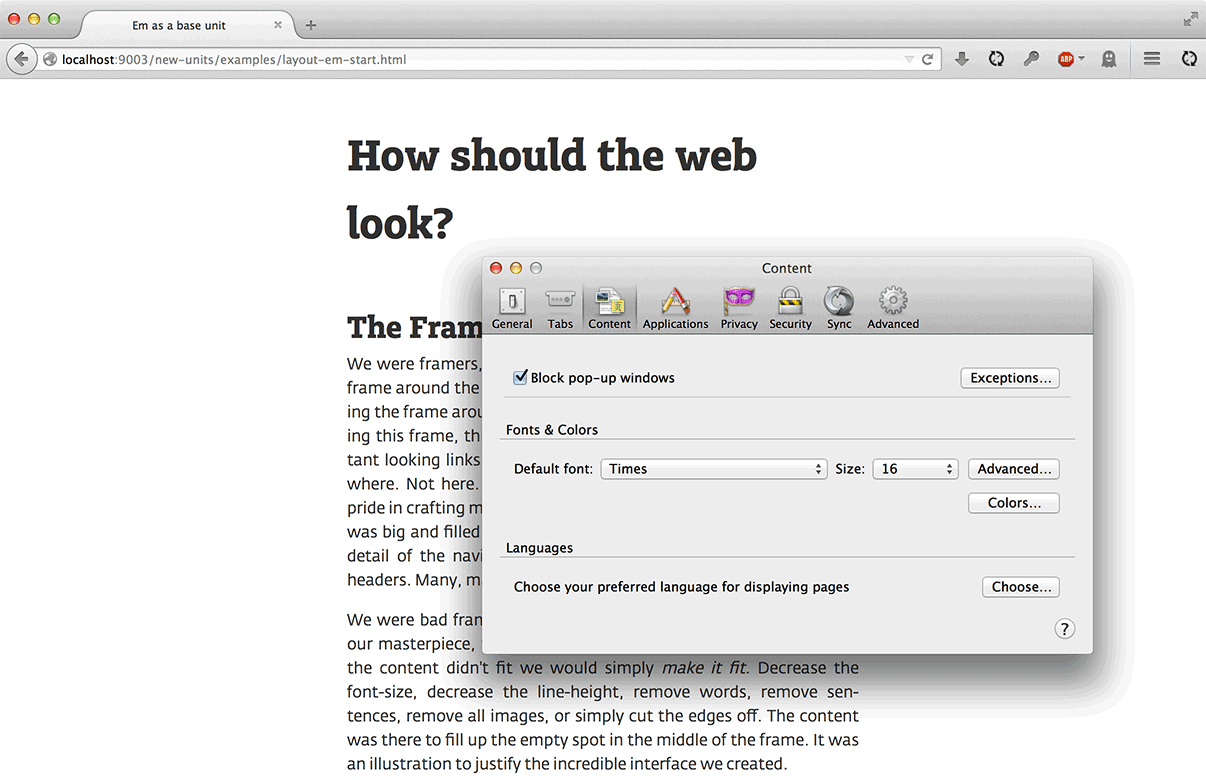 Em as a base unit
localhost:9003/new-units/examples/layout-em-start.html
ABP
How should the web
look?
Content
General Tabs Content Applications Privacy Security Sync Advanced
The Fram
We were framers,
frame around the
ing the frame arou
ing this frame, th
tant looking links
where. Not here.
pride in crafting m
was big and filled
detail of the navi
headers. Many, m
Block pop-up windows Exceptions...
Fonts & Colors
Default font: Times Size: 16 Advanced...
Colors...
Languages
Choose your preferred language for displaying pages Choose...
?
We were bad fran
our masterpiece,
the content didn't fit we would simply make it fit. Decrease the
font-size, decrease the line-height, remove words, remove sen-
tences, remove all images, or simply cut the edges off. The content
was there to fill up the empty spot in the middle of the frame. It was
an illustration to justify the incredible interface we created.